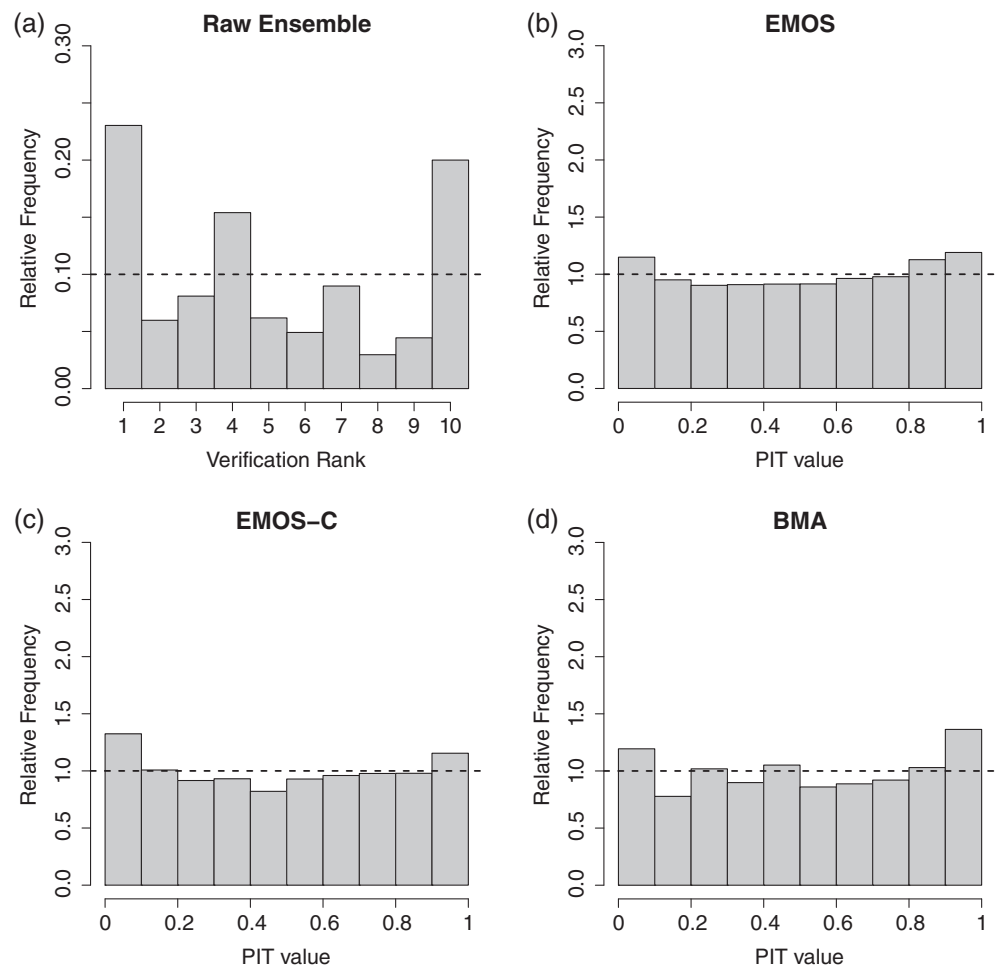 (a)
Raw Ensemble
0.30
0.20
0.10
0.00
Relative Frequency
1 2 3 4 5 6 7 8 9 10
Verification Rank
(b)
EMOS
3.0
2.5
2.0
1.5
1.0
0.5
0.0
Relative Frequency
0 0.2 0.4 0.6 0.8 1
PIT value
(c)
EMOS−C
3.0
2.5
2.0
1.5
1.0
0.5
0.0
Relative Frequency
0 0.2 0.4 0.6 0.8 1
PIT value
(d)
BMA
3.0
2.5
2.0
1.5
1.0
0.5
0.0
Relative Frequency
0 0.2 0.4 0.6 0.8 1
PIT value